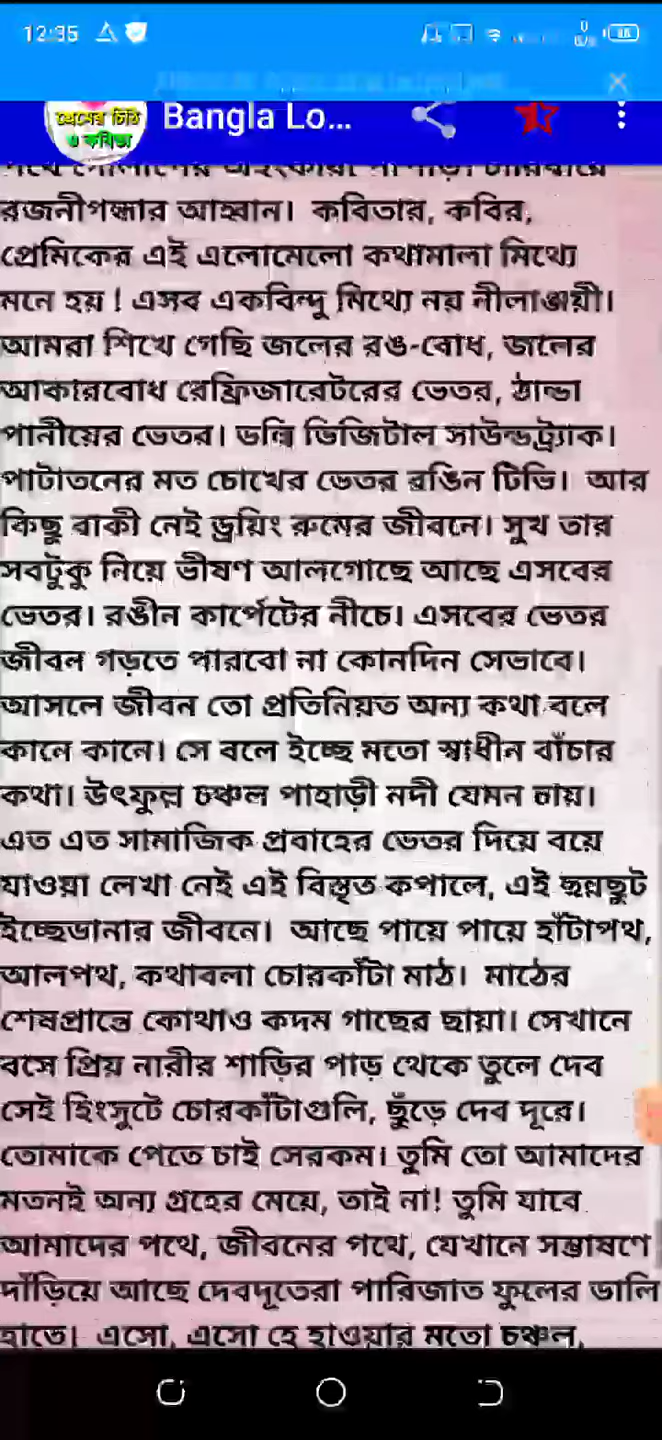 12:35
Bangla Lo...
প্রেমের চিঠি
ও কবিতা
রজনীগন্ধার আহ্বান। কবিতার, কবির,
প্রেমিকের এই এলোমেলো কথামালা মিথ্যে
মনে হয় ! এসব একবিন্দু মিথ্যে নয় নীলাঞ্জয়ী।
আমরা শিখে গেছি জলের রঙ-বোধ, জলের
আকারবোধ রেফ্রিজারেটরের ভেতর, ঠান্ডা
পানীয়ের ভেতর। ডল্বি ডিজিটাল সাউন্ডট্র্যাক।
পাটাতনের মত চোখের ভেতর রঙিন টিভি। আর
কিছু বাকী নেই ড্রয়িং রুমের জীবনে। সুখ তার
সবটুকু নিয়ে ভীষণ আলগোছে আছে এসবের
ভেতর। রঙীন কার্পেটের নীচে। এসবের ভেতর
জীবন গড়তে পারবো না কোনদিন সেভাবে।
আসলে জীবন তো প্রতিনিয়ত অন্য কথা বলে
কানে কানে। সে বলে ইচ্ছে মতো স্বাধীন বাঁচার
কথা। উৎফুল্ল চঞ্চল পাহাড়ী নদী যেমন চায়।
এত এত সামাজিক প্রবাহের ভেতর দিয়ে বয়ে
যাওয়া লেখা নেই এই বিস্তৃত কপালে, এই ছন্নছুট
ইচ্ছেডানার জীবনে। আছে পায়ে পায়ে হাঁটাপথ,
আলপথ, কথাবলা চোরকাঁটা মাঠ। মাঠের
শেষপ্রান্তে কোথাও কদম গাছের ছায়া। সেখানে
বসে প্রিয় নারীর শাড়ির পাড় থেকে তুলে দেব
সেই হিংসুটে চোরকাঁটাগুলি, ছুঁড়ে দেব দূরে।
তোমাকে পেতে চাই সেরকম। তুমি তো আমাদের
মতনই অন্য গ্রহের মেয়ে, তাই না! তুমি যাবে
আমাদের পথে, জীবনের পথে, যেখানে সম্ভাষণে
দাঁড়িয়ে আছে দেবদূতেরা পারিজাত ফুলের ডালি
হাতে। এসো, এসো হে হাওয়ার মতো চঞ্চল,